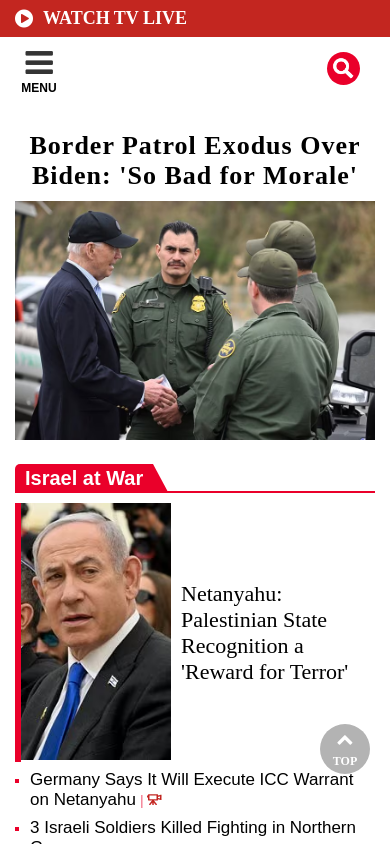 WATCH TV LIVE
MENU
Border Patrol Exodus Over
Biden: 'So Bad for Morale'
Israel at War
Netanyahu:
Palestinian State
Recognition a
'Reward for Terror'
TOP
Germany Says It Will Execute ICC Warrant
on Netanyahu |
3 Israeli Soldiers Killed Fighting in Northern